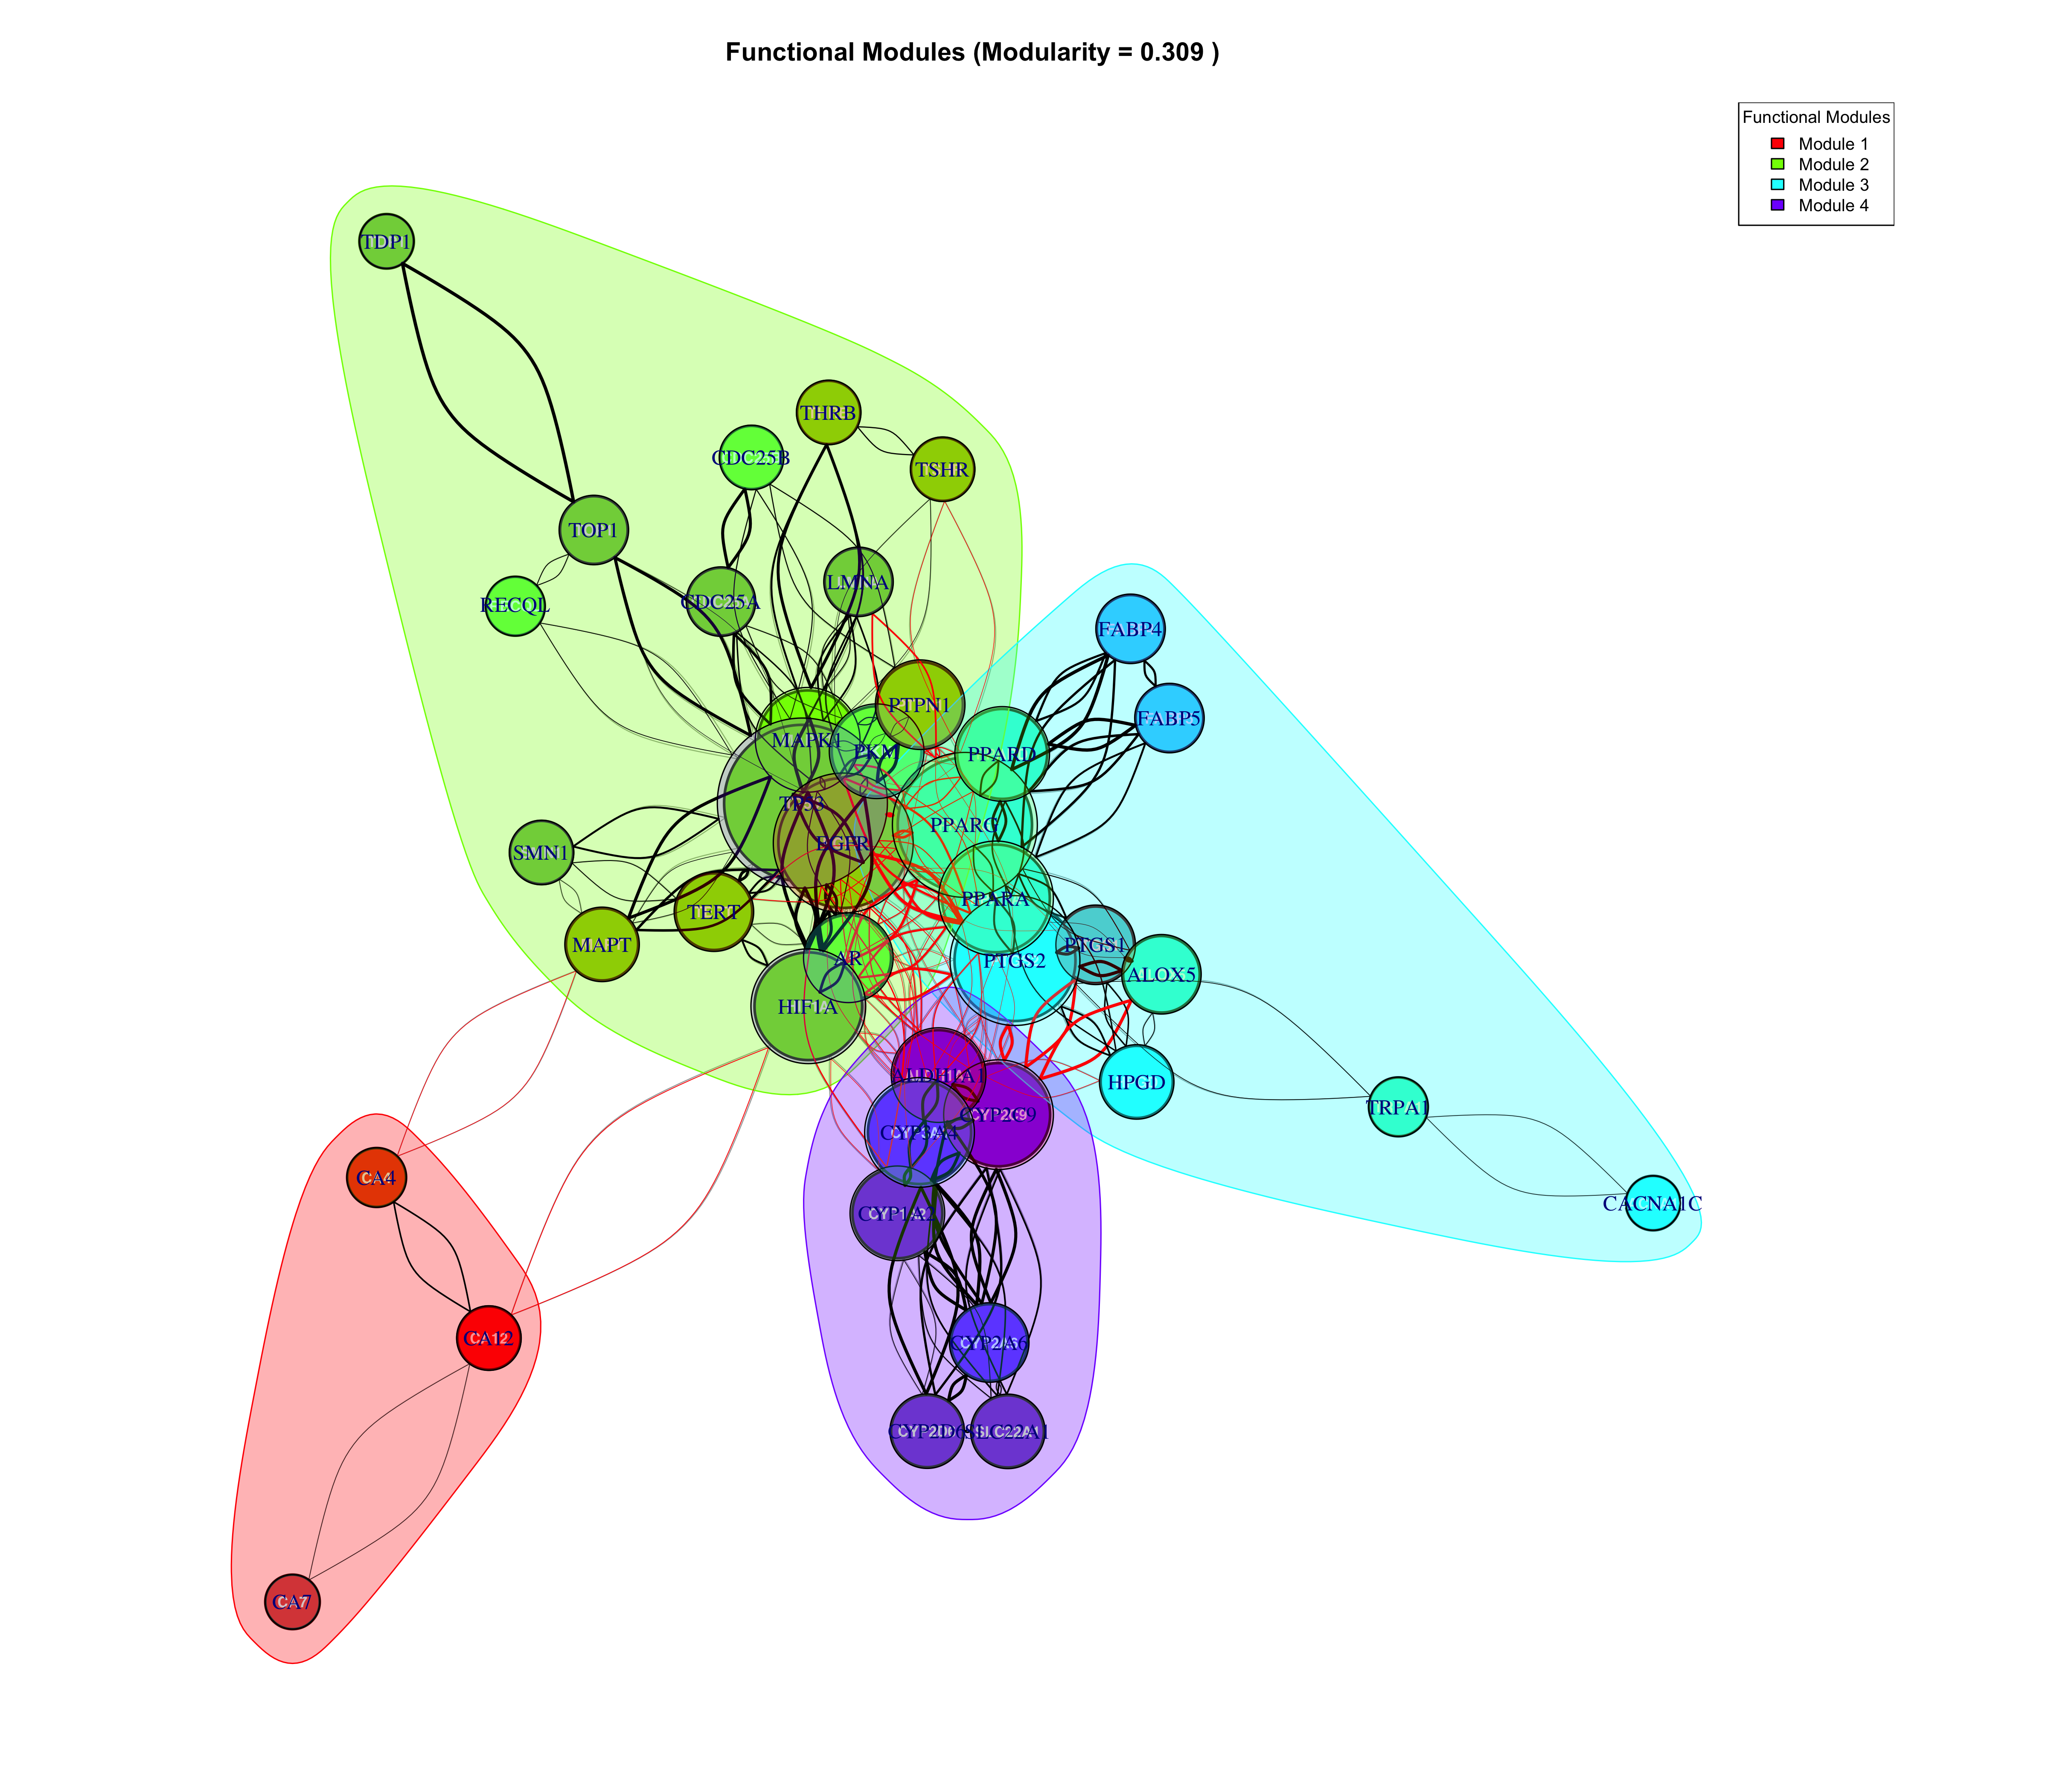 Functional Modules (Modularity = 0.309 )
Functional Modules
Module 1
Module 2
Module 3
Module 4
TDP1
THRB
CDC25B
TSHR
TOP1
LMNA
CDC25A
RECQL
FABP4
PTPN1
FABP5
MAPK1
PKM
PPARD
TP53
PPARG
EGFR
SMN1
PPARA
TERT
MAPT
PTGS1
AR
PTGS2
ALOX5
HIF1A
ALDH1A1
HPGD
TRPA1
CYP2C9
CYP3A4
CA4
CACNA1C
CYP1A2
CA12
CYP2A6
CYP2D6
SLC22A1
CA7